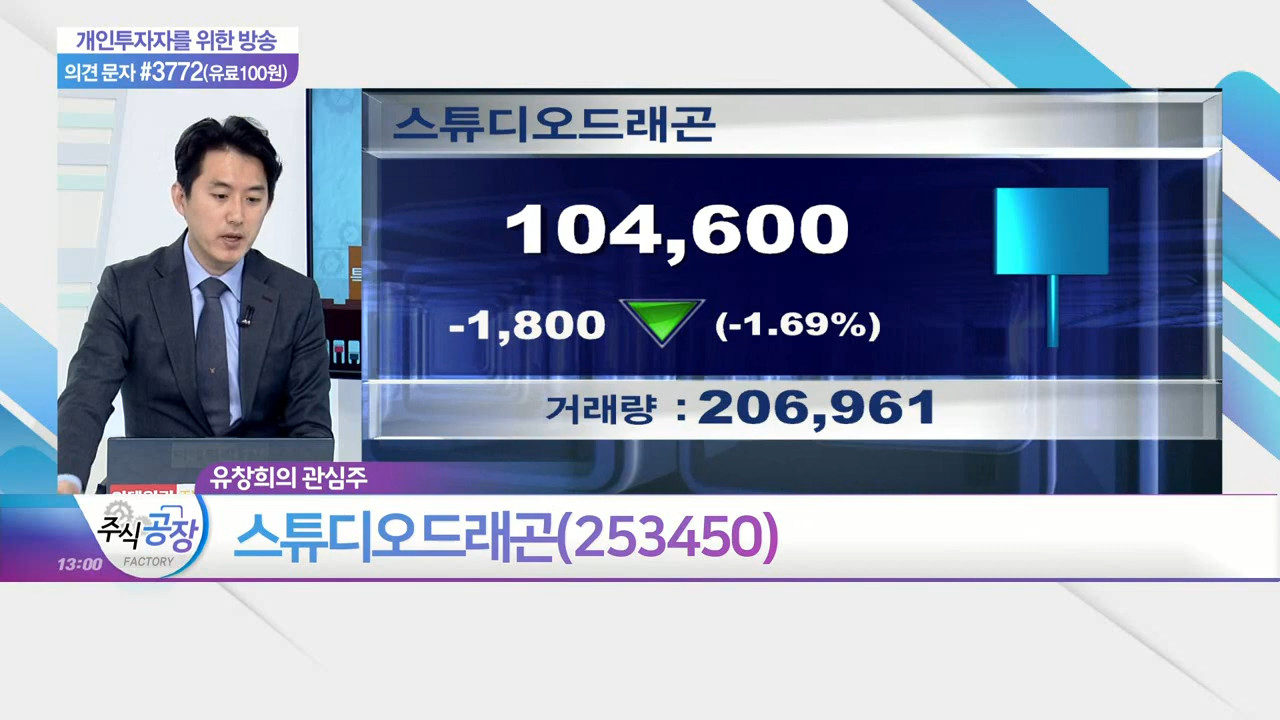 개인투자자를 위한 방송
의견 문자 #3772(유료100원)
스튜디오드래곤
104,600
-1,800 (-1.69%)
거래량 : 206,961
유창희의 관심주
주식공장
FACTORY
스튜디오드래곤(253450)
13:00